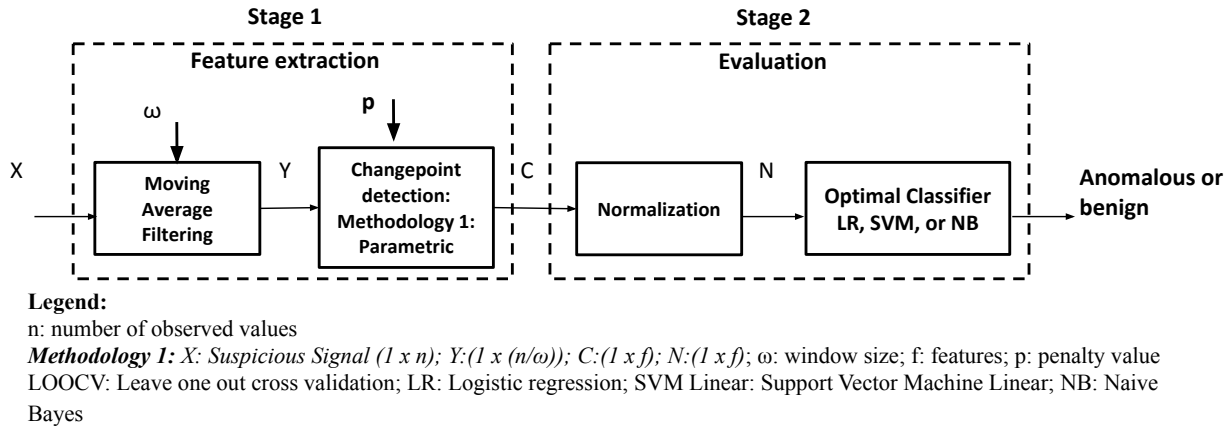 Stage 1
Stage 2
Feature extraction
Evaluation
ω
p
X
Moving
Average
Filtering
Y
Changepoint
detection:
Methodology 1:
Parametric
C
Normalization
N
Optimal Classifier
LR, SVM, or NB
Anomalous or
benign
Legend:
n: number of observed values
Methodology 1: X: Suspicious Signal (1 x n); Y:(1 x (n/ω)); C:(1 x f); N:(1 x f); ω: window size; f: features; p: penalty value
LOOCV: Leave one out cross validation; LR: Logistic regression; SVM Linear: Support Vector Machine Linear; NB: Naive
Bayes